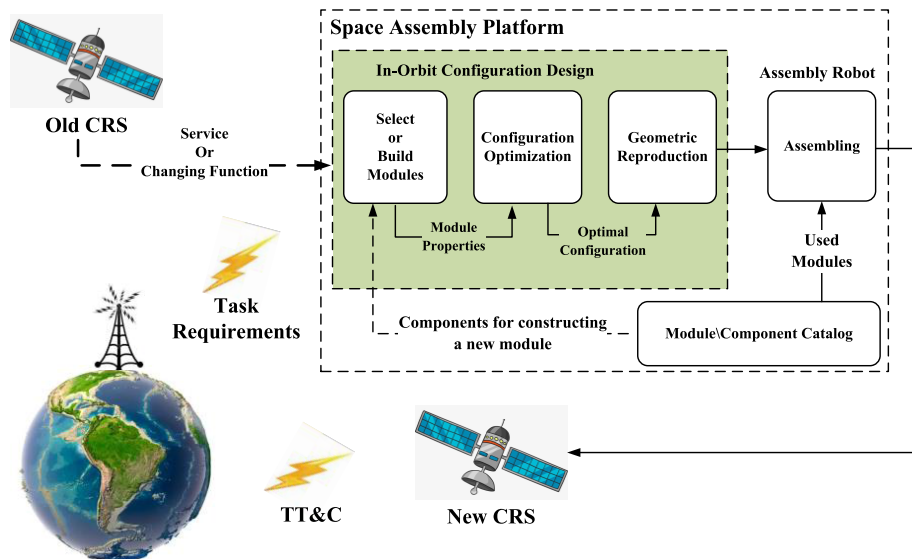 Space Assembly Platform
In-Orbit Configuration Design
Assembly Robot
Old CRS
Service
Or
Changing Function
Select
or
Build
Modules
Configuration
Optimization
Geometric
Reproduction
Assembling
Module
Properties
Optimal
Configuration
Used
Modules
Task
Requirements
Components for constructing
a new module
Module\Component Catalog
TT&C
New CRS